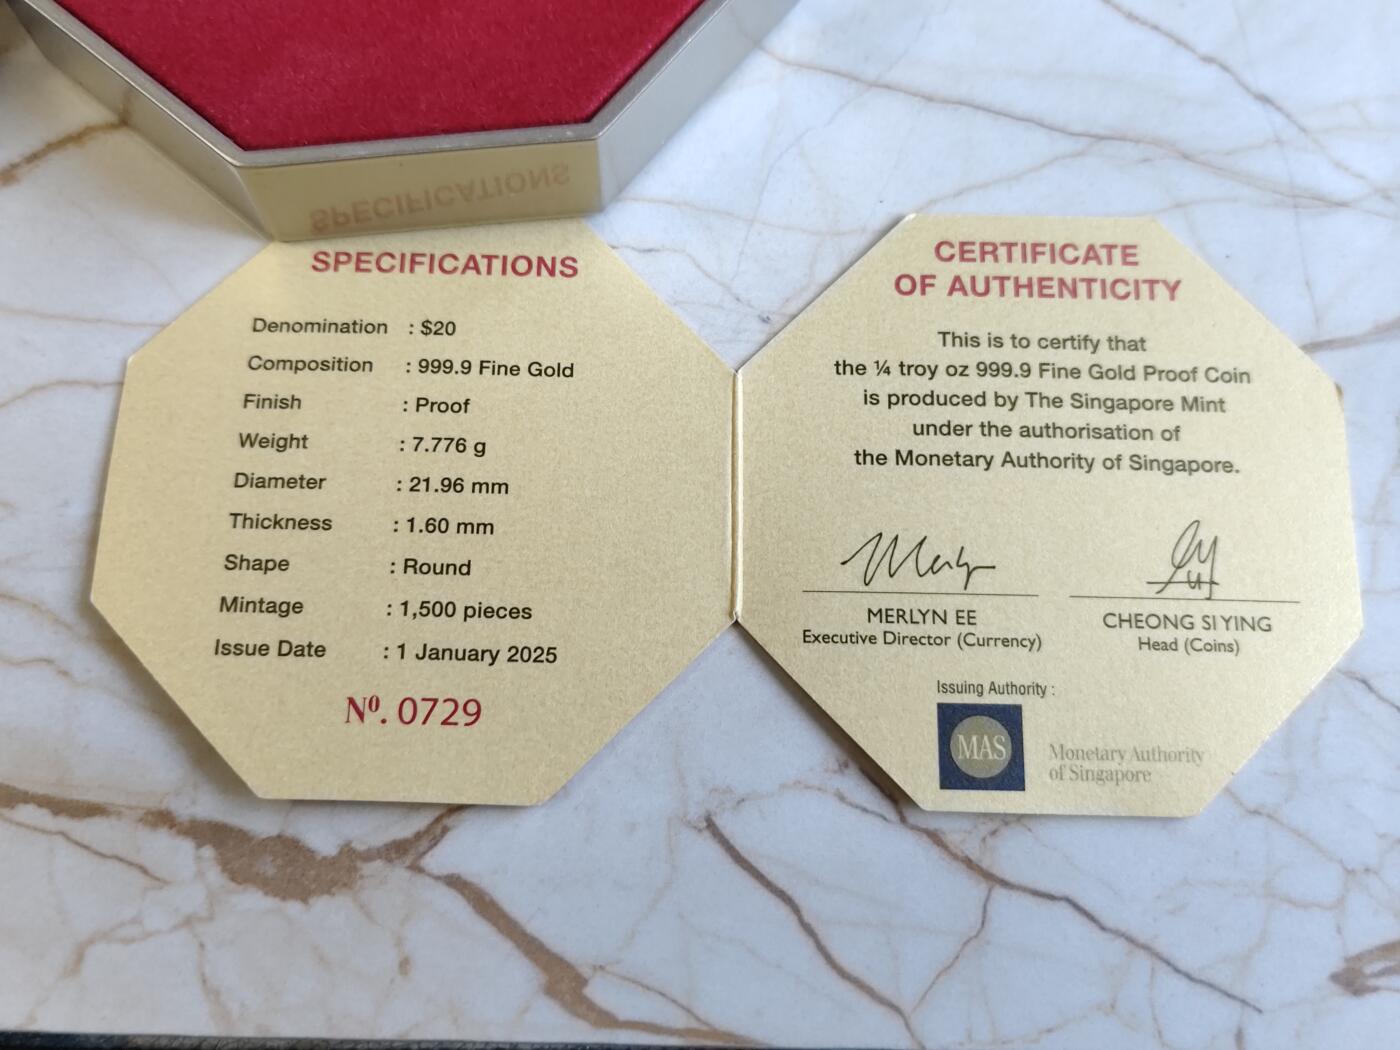 SPECIFICATIONS
SPECIFICATIONS
Denomination : $20
Composition : 999.9 Fine Gold
Finish : Proof
Weight : 7.776 g
Diameter : 21.96 mm
Thickness : 1.60 mm
Shape : Round
Mintage : 1,500 pieces
Issue Date : 1 January 2025
Nº. 0729
CERTIFICATE
OF AUTHENTICITY
This is to certify that
the ¼ troy oz 999.9 Fine Gold Proof Coin
is produced by The Singapore Mint
under the authorisation of
the Monetary Authority of Singapore.
Merlyn
MERLYN EE
Executive Director (Currency)
CHEONG SI YING
Head (Coins)
Issuing Authority :
MAS
Monetary Authority
of Singapore